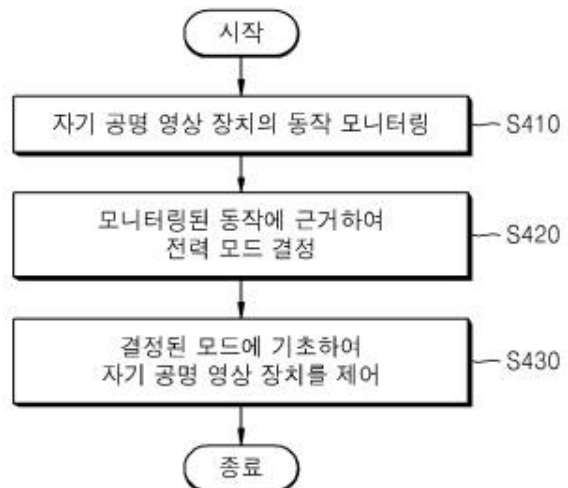 시작
자기 공명 영상 장치의 동작 모니터링
S410
모니터링된 동작에 근거하여
전력 모드 결정
S420
결정된 모드에 기초하여
자기 공명 영상 장치를 제어
S430
종료